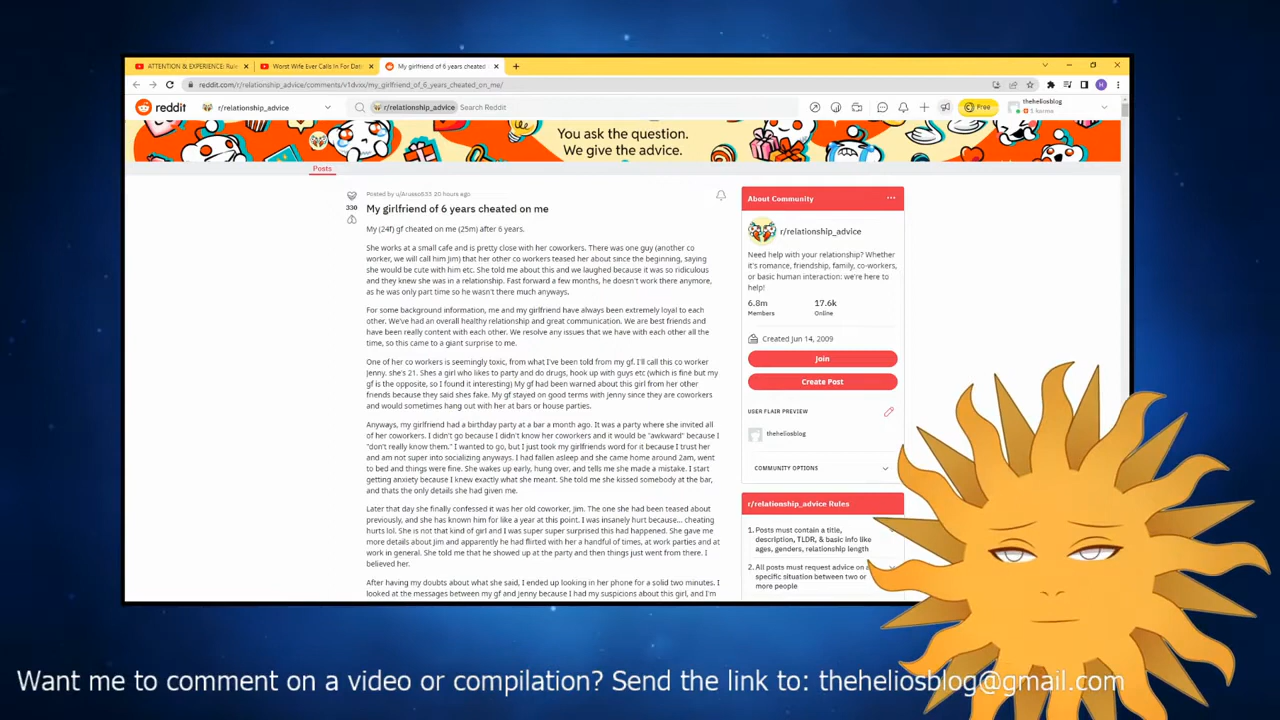 ATTENTION & EXPERIENCE: Rul
Worst Wife Ever Calls In For Dati
My girlfriend of 6 years cheated
reddit.com/r/relationship_advice/comments/v1dvxx/my_girlfriend_of_6_years_cheated_on_me/
reddit
r/relationship_advice
r/relationship_advice
Search Reddit
Free
theheliosblog
1 karma
You ask the question.
We give the advice.
Posts
Posted by u/Arusso533 20 hours ago
330
My girlfriend of 6 years cheated on me
My (24f) gf cheated on me (25m) after 6 years.
She works at a small cafe and is pretty close with her coworkers. There was one guy (another co
worker, we will call him Jim) that her other co workers teased her about since the beginning, saying
she would be cute with him etc. She told me about this and we laughed because it was so ridiculous
and they knew she was in a relationship. Fast forward a few months, he doesn't work there anymore,
as he was only part time so he wasn't there much anyways.
For some background information, me and my girlfriend have always been extremely loyal to each
other. We've had an overall healthy relationship and great communication. We are best friends and
have been really content with each other. We resolve any issues that we have with each other all the
time, so this came to a giant surprise to me.
One of her co workers is seemingly toxic, from what I've been told from my gf. I'll call this co worker
Jenny. she's 21. Shes a girl who likes to party and do drugs, hook up with guys etc (which is fine but my
gf is the opposite, so I found it interesting) My gf had been warned about this girl from her other
friends because they said shes fake. My gf stayed on good terms with Jenny since they are coworkers
and would sometimes hang out with her at bars or house parties.
Anyways, my girlfriend had a birthday party at a bar a month ago. It was a party where she invited all
of her coworkers. I didn't go because I didn't know her coworkers and it would be "awkward" because I
"don't really know them." I wanted to go, but I just took my girlfriends word for it because I trust her
and am not super into socializing anyways. I had fallen asleep and she came home around 2am, went
to bed and things were fine. She wakes up early, hung over, and tells me she made a mistake. I start
getting anxiety because I knew exactly what she meant. She told me she kissed somebody at the bar,
and thats the only details she had given me.
Later that day she finally confessed it was her old coworker, Jim. The one she had been teased about
previously, and she has known him for like a year at this point. I was insanely hurt because... cheating
hurts lol. She is not that kind of girl and I was super super surprised this had happened. She gave me
more details about Jim and apparently he had flirted with her a handful of times, at work parties and at
work in general. She told me that he showed up at the party and then things just went from there. I
believed her.
After having my doubts about what she said, I ended up looking in her phone for a solid two minutes. I
looked at the messages between my gf and Jenny because I had my suspicions about this girl, and I'm
About Community
r/relationship_advice
Need help with your relationship? Whether
it's romance, friendship, family, co-workers,
or basic human interaction: we're here to
help!
6.8m
17.6k
Members
Online
Created Jun 14, 2009
Join
Create Post
USER FLAIR PREVIEW
theheliosblog
COMMUNITY OPTIONS
r/relationship_advice Rules
1. Posts must contain a title,
description, TLDR, & basic info like
ages, genders, relationship length
2. All posts must request advice on a
specific situation between two or
more people
Want me to comment on a video or compilation? Send the link to: theheliosblog@gmail.com